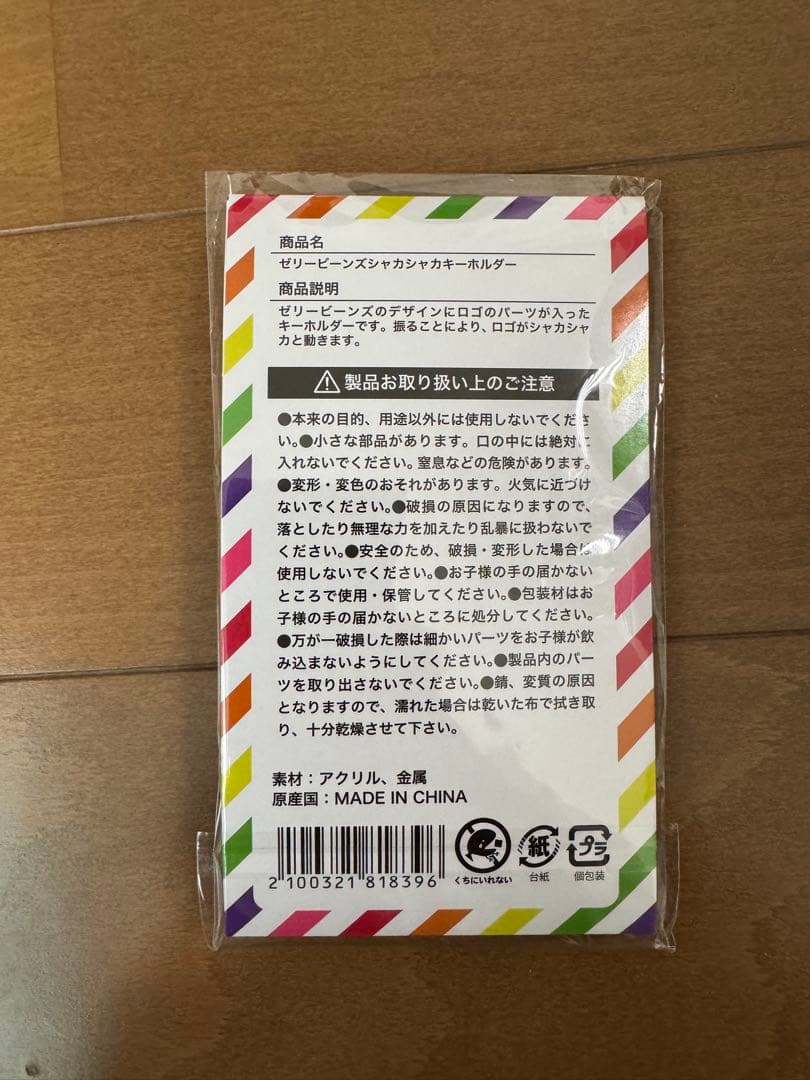 商品名
ゼリービーンズシャカシャカキーホルダー
商品説明
ゼリービーンズのデザインにロゴのパーツが入った
キーホルダーです。振ることにより、ロゴがシャカシャ
カと動きます。
製品お取り扱い上のご注意
●本来の目的、用途以外には使用しないでくださ
い。●小さな部品があります。口の中には絶対に
入れないでください。窒息などの危険があります。
●変形・変色のおそれがあります。火気に近づけ
ないでください。●破損の原因になりますので、
落としたり無理な力を加えたり乱暴に扱わないで
ください。●安全のため、破損・変形した場合は
使用しないでください。●お子様の手の届かない
ところで使用・保管してください。●包装材はお
子様の手の届かないところに処分してください。
●万が一破損した際は細かいパーツをお子様が飲
み込まないようにしてください。●製品内のパー
ツを取り出さないでください。●錆、変質の原因
となりますので、濡れた場合は乾いた布で拭き取
り、十分乾燥させて下さい。
素材：アクリル、金属
原産国：MADE IN CHINA
2 100321 818396
くちにいれない
紙
台紙
プラ
個包装